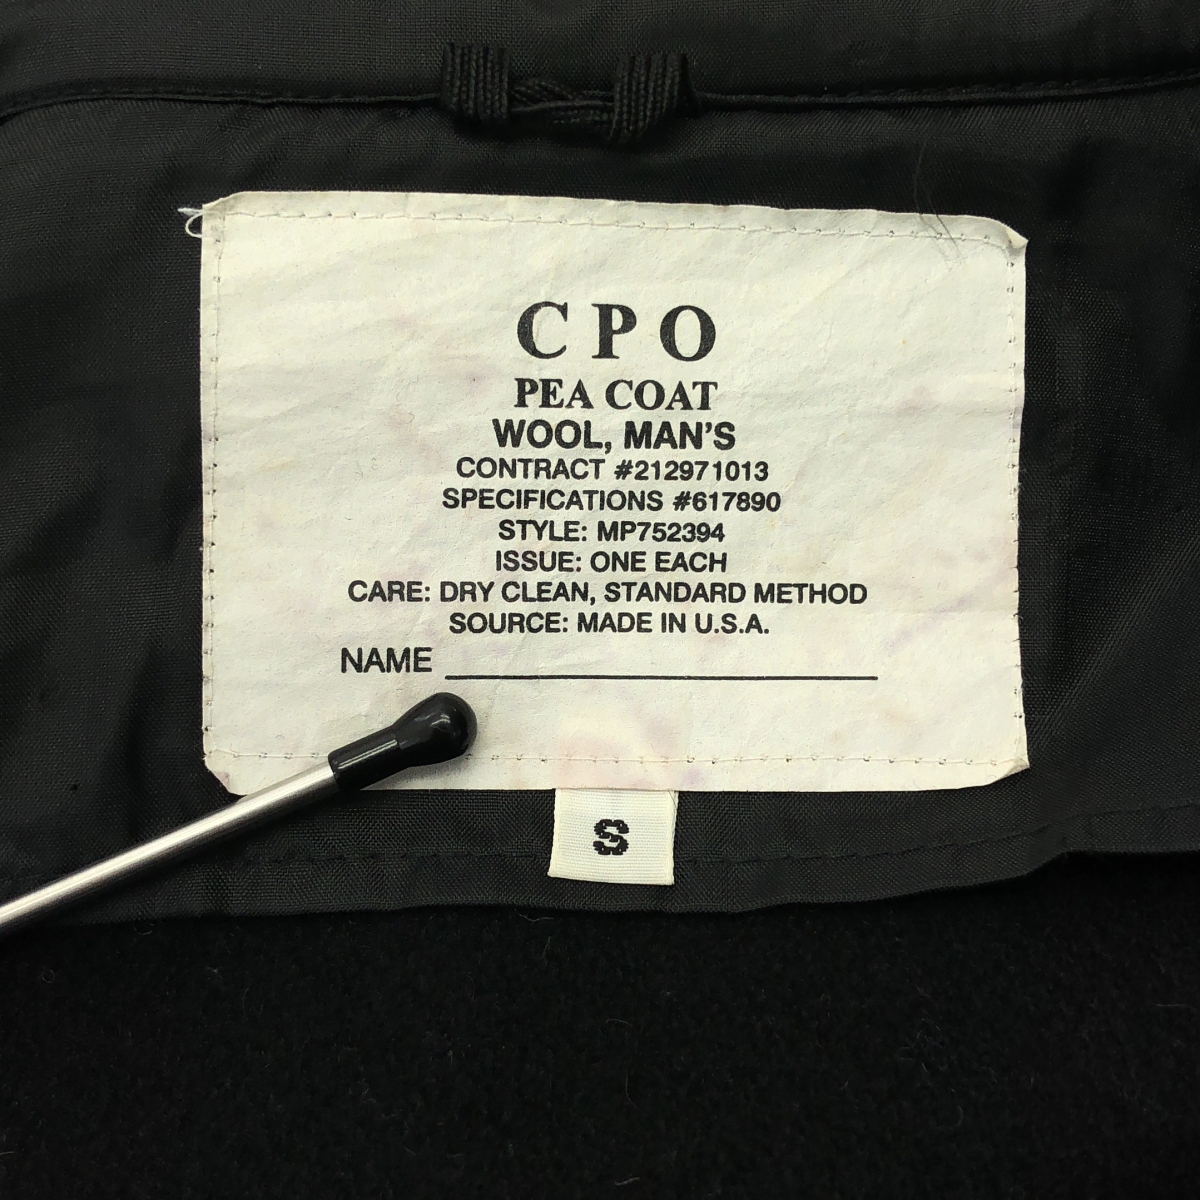 C P O
PEA COAT
WOOL, MAN'S
CONTRACT #212971013
SPECIFICATIONS #617890
STYLE: MP752394
ISSUE: ONE EACH
CARE: DRY CLEAN, STANDARD METHOD
SOURCE: MADE IN U.S.A.
NAME
S